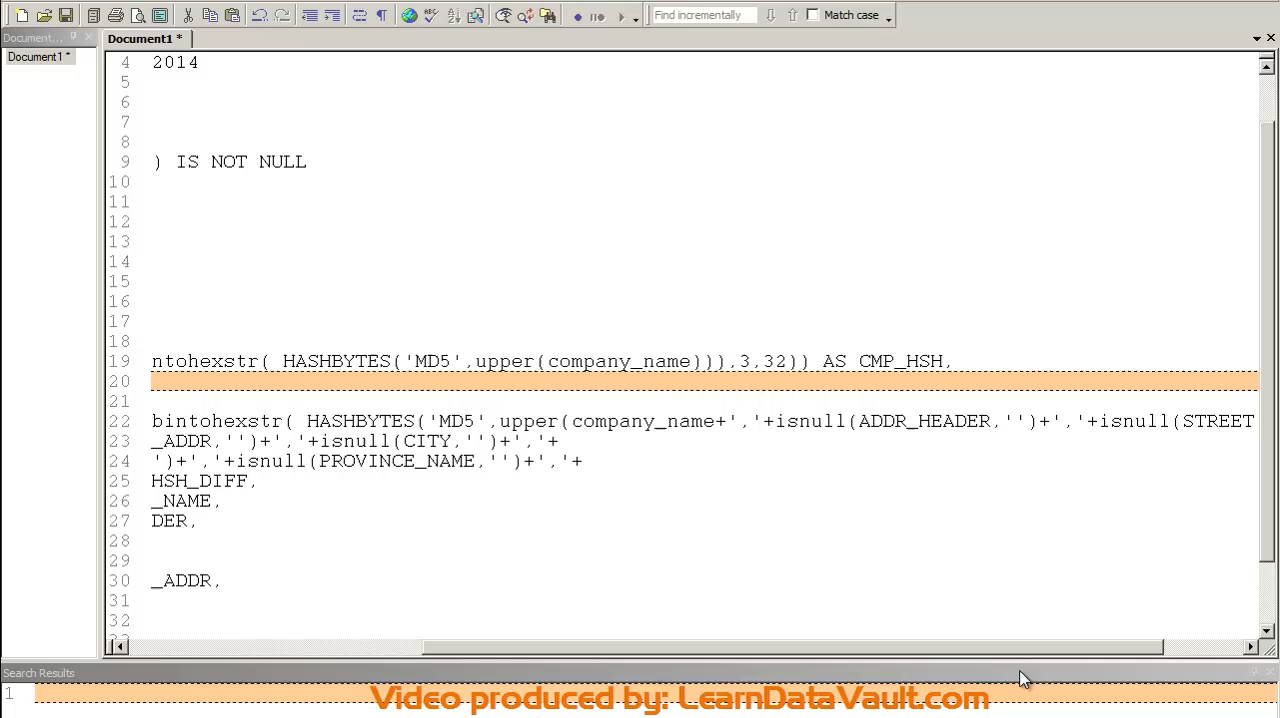 Find incrementally Match case
Document... Document1 *
Document1 *
4 2014
5
6
7
8
9 ) IS NOT NULL
10
11
12
13
14
15
16
17
18
19 ntohexstr( HASHBYTES('MD5',upper(company_name))),3,32)) AS CMP_HSH,
20
21
22 bintohexstr( HASHBYTES('MD5',upper(company_name+','+isnull(ADDR_HEADER,'')+','+isnull(STREET
23 _ADDR,'')+','+isnull(CITY,'')+','+
24 ')+','+isnull(PROVINCE_NAME,'')+','+
25 HSH_DIFF,
26 _NAME,
27 DER,
28
29
30 _ADDR,
31
32
33
Search Results
1
Video produced by: LearnDataVault.com